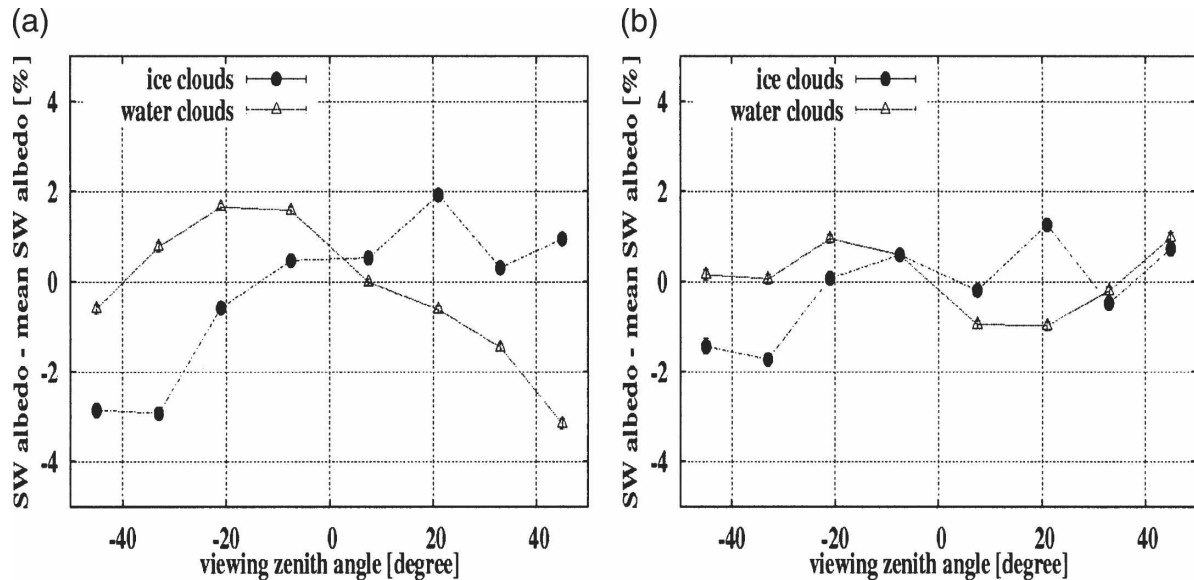 (a)
SW albedo - mean SW albedo [%]
ice clouds
water clouds
4
2
0
-2
-4
-40 -20 0 20 40
viewing zenith angle [degree]
(b)
SW albedo - mean SW albedo [%]
ice clouds
water clouds
4
2
0
-2
-4
-40 -20 0 20 40
viewing zenith angle [degree]